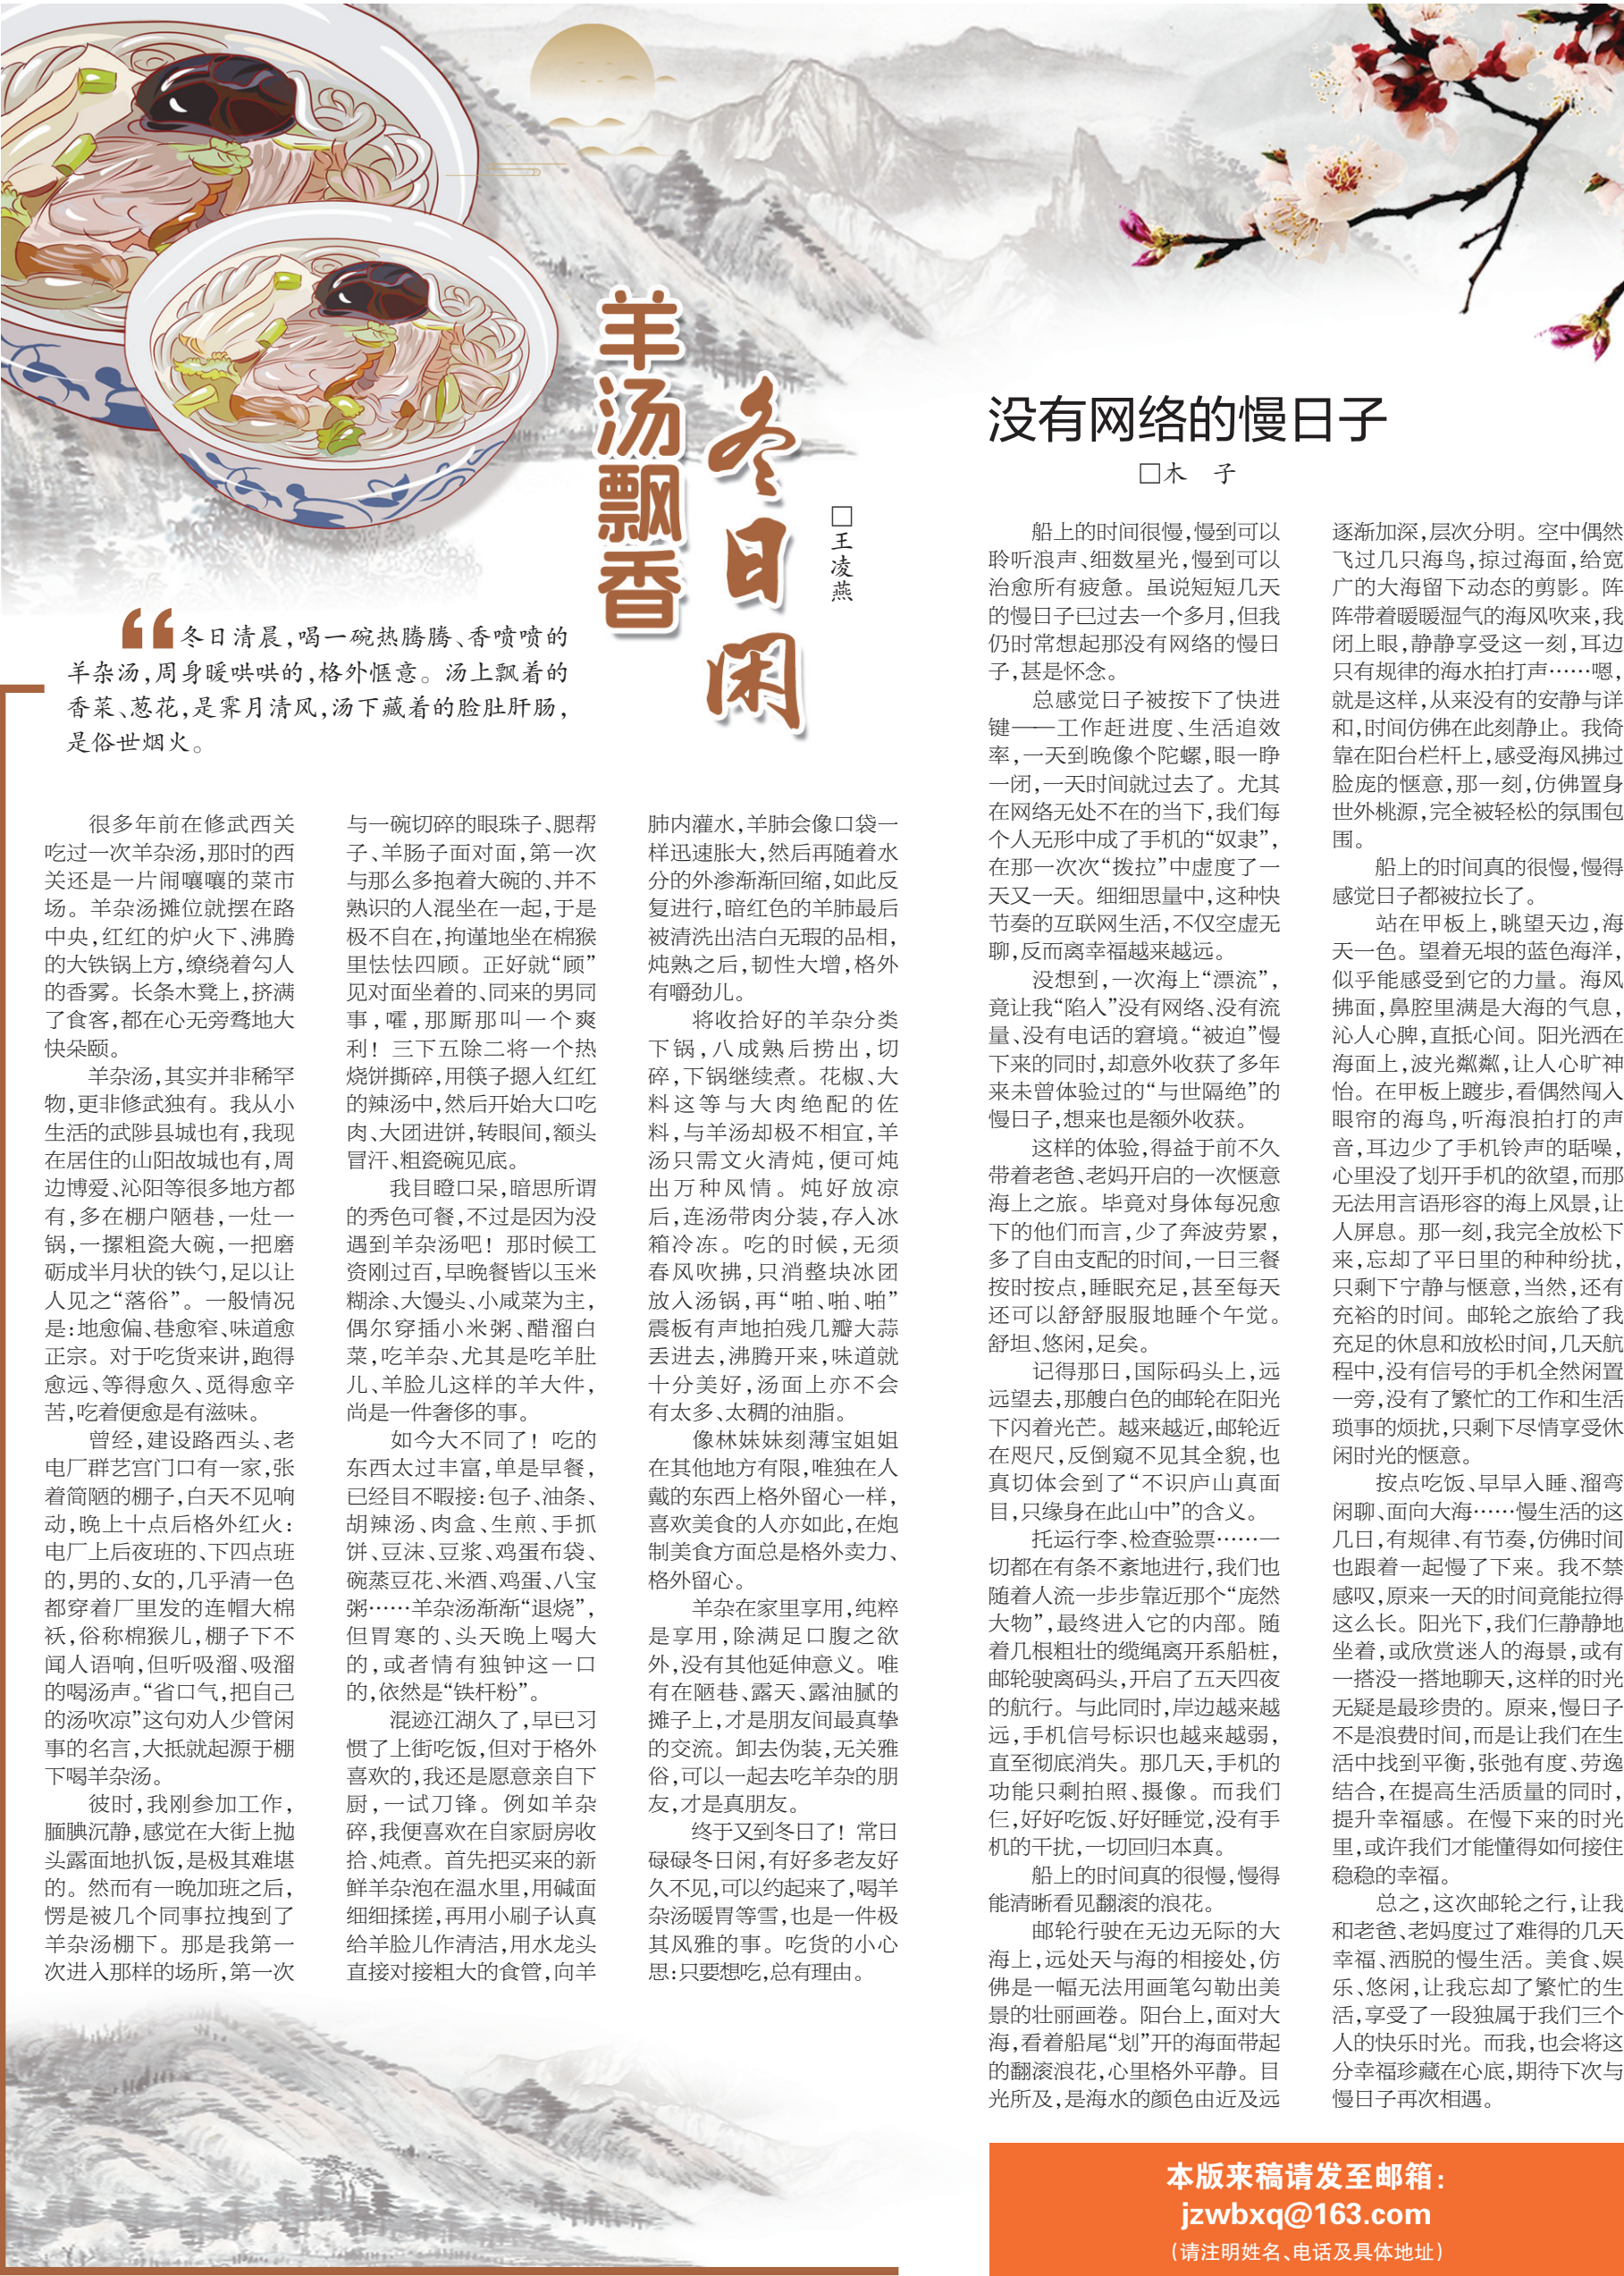 冬日闲
羊汤飘香
□王凌燕
冬日清晨,喝一碗热腾腾、香喷喷的
羊杂汤,周身暖哄哄的,格外惬意。汤上飘着的
香菜、葱花,是霁月清风,汤下藏着的脸肚肝肠,
是俗世烟火。
很多年前在修武西关
吃过一次羊杂汤,那时的西
关还是一片闹嚷嚷的菜市
场。羊杂汤摊位就摆在路
中央,红红的炉火下、沸腾
的大铁锅上方,缭绕着勾人
的香雾。长条木凳上,挤满
了食客,都在心无旁骛地大
快朵颐。
羊杂汤,其实并非稀罕
物,更非修武独有。我从小
生活的武陟县城也有,我现
在居住的山阳故城也有,周
边博爱、沁阳等很多地方都
有,多在棚户陋巷,一灶一
锅,一摞粗瓷大碗,一把磨
砺成半月状的铁勺,足以让
人见之“落俗”。一般情况
是:地愈偏、巷愈窄、味道愈
正宗。对于吃货来讲,跑得
愈远、等得愈久、觅得愈辛
苦,吃着便愈是有滋味。
曾经,建设路西头、老
电厂群艺宫门口有一家,张
着简陋的棚子,白天不见响
动,晚上十点后格外红火:
电厂上后夜班的、下四点班
的,男的、女的,几乎清一色
都穿着厂里发的连帽大棉
袄,俗称棉猴儿,棚子下不
闻人语响,但听吸溜、吸溜
的喝汤声。“省口气,把自己
的汤吹凉”这句劝人少管闲
事的名言,大抵就起源于棚
下喝羊杂汤。
彼时,我刚参加工作,
腼腆沉静,感觉在大街上抛
头露面地扒饭,是极其难堪
的。然而有一晚加班之后,
愣是被几个同事拉拽到了
羊杂汤棚下。那是我第一
次进入那样的场所,第一次
与一碗切碎的眼珠子、腮帮
子、羊肠子面对面,第一次
与那么多抱着大碗的、并不
熟识的人混坐在一起,于是
极不自在,拘谨地坐在棉猴
里怯怯四顾。正好就“顾”
见对面坐着的、同来的男同
事,嚯,那厮那叫一个爽
利!三下五除二将一个热
烧饼撕碎,用筷子摁入红红
的辣汤中,然后开始大口吃
肉、大团进饼,转眼间,额头
冒汗、粗瓷碗见底。
我目瞪口呆,暗思所谓
的秀色可餐,不过是因为没
遇到羊杂汤吧!那时候工
资刚过百,早晚餐皆以玉米
糊涂、大馒头、小咸菜为主,
偶尔穿插小米粥、醋溜白
菜,吃羊杂、尤其是吃羊肚
儿、羊脸儿这样的羊大件,
尚是一件奢侈的事。
如今大不同了!吃的
东西太过丰富,单是早餐,
已经目不暇接:包子、油条、
胡辣汤、肉盒、生煎、手抓
饼、豆沫、豆浆、鸡蛋布袋、
碗蒸豆花、米酒、鸡蛋、八宝
粥……羊杂汤渐渐“退烧”,
但胃寒的、头天晚上喝大
的,或者情有独钟这一口
的,依然是“铁杆粉”。
混迹江湖久了,早已习
惯了上街吃饭,但对于格外
喜欢的,我还是愿意亲自下
厨,一试刀锋。例如羊杂
碎,我便喜欢在自家厨房收
拾、炖煮。首先把买来的新
鲜羊杂泡在温水里,用碱面
细细揉搓,再用小刷子认真
给羊脸儿作清洁,用水龙头
直接对接粗大的食管,向羊
肺内灌水,羊肺会像口袋一
样迅速胀大,然后再随着水
分的外渗渐渐回缩,如此反
复进行,暗红色的羊肺最后
被清洗出洁白无瑕的品相,
炖熟之后,韧性大增,格外
有嚼劲儿。
将收拾好的羊杂分类
下锅,八成熟后捞出,切
碎,下锅继续煮。花椒、大
料这等与大肉绝配的佐
料,与羊汤却极不相宜,羊
汤只需文火清炖,便可炖
出万种风情。炖好放凉
后,连汤带肉分装,存入冰
箱冷冻。吃的时候,无须
春风吹拂,只消整块冰团
放入汤锅,再“啪、啪、啪”
震板有声地拍残几瓣大蒜
丢进去,沸腾开来,味道就
十分美好,汤面上亦不会
有太多、太稠的油脂。
像林妹妹刻薄宝姐姐
在其他地方有限,唯独在人
戴的东西上格外留心一样,
喜欢美食的人亦如此,在炮
制美食方面总是格外卖力、
格外留心。
羊杂在家里享用,纯粹
是享用,除满足口腹之欲
外,没有其他延伸意义。唯
有在陋巷、露天、露油腻的
摊子上,才是朋友间最真挚
的交流。卸去伪装,无关雅
俗,可以一起去吃羊杂的朋
友,才是真朋友。
终于又到冬日了!常日
碌碌冬日闲,有好多老友好
久不见,可以约起来了,喝羊
杂汤暖胃等雪,也是一件极
其风雅的事。吃货的小心
思:只要想吃,总有理由。
没有网络的慢日子
□木 子
船上的时间很慢,慢到可以
聆听浪声、细数星光,慢到可以
治愈所有疲惫。虽说短短几天
的慢日子已过去一个多月,但我
仍时常想起那没有网络的慢日
子,甚是怀念。
总感觉日子被按下了快进
键——工作赶进度、生活追效
率,一天到晚像个陀螺,眼一睁
一闭,一天时间就过去了。尤其
在网络无处不在的当下,我们每
个人无形中成了手机的“奴隶”,
在那一次次“拨拉”中虚度了一
天又一天。细细思量中,这种快
节奏的互联网生活,不仅空虚无
聊,反而离幸福越来越远。
没想到,一次海上“漂流”,
竟让我“陷入”没有网络、没有流
量、没有电话的窘境。“被迫”慢
下来的同时,却意外收获了多年
来未曾体验过的“与世隔绝”的
慢日子,想来也是额外收获。
这样的体验,得益于前不久
带着老爸、老妈开启的一次惬意
海上之旅。毕竟对身体每况愈
下的他们而言,少了奔波劳累,
多了自由支配的时间,一日三餐
按时按点,睡眠充足,甚至每天
还可以舒舒服服地睡个午觉。
舒坦、悠闲,足矣。
记得那日,国际码头上,远
远望去,那艘白色的邮轮在阳光
下闪着光芒。越来越近,邮轮近
在咫尺,反倒窥不见其全貌,也
真切体会到了“不识庐山真面
目,只缘身在此山中”的含义。
托运行李、检查验票……一
切都在有条不紊地进行,我们也
随着人流一步步靠近那个“庞然
大物”,最终进入它的内部。随
着几根粗壮的缆绳离开系船桩,
邮轮驶离码头,开启了五天四夜
的航行。与此同时,岸边越来越
远,手机信号标识也越来越弱,
直至彻底消失。那几天,手机的
功能只剩拍照、摄像。而我们
仨,好好吃饭、好好睡觉,没有手
机的干扰,一切回归本真。
船上的时间真的很慢,慢得
能清晰看见翻滚的浪花。
邮轮行驶在无边无际的大
海上,远处天与海的相接处,仿
佛是一幅无法用画笔勾勒出美
景的壮丽画卷。阳台上,面对大
海,看着船尾“划”开的海面带起
的翻滚浪花,心里格外平静。目
光所及,是海水的颜色由近及远
逐渐加深,层次分明。空中偶然
飞过几只海鸟,掠过海面,给宽
广的大海留下动态的剪影。阵
阵带着暖暖湿气的海风吹来,我
闭上眼,静静享受这一刻,耳边
只有规律的海水拍打声……嗯,
就是这样,从来没有的安静与详
和,时间仿佛在此刻静止。我倚
靠在阳台栏杆上,感受海风拂过
脸庞的惬意,那一刻,仿佛置身
世外桃源,完全被轻松的氛围包
围。
船上的时间真的很慢,慢得
感觉日子都被拉长了。
站在甲板上,眺望天边,海
天一色。望着无垠的蓝色海洋,
似乎能感受到它的力量。海风
拂面,鼻腔里满是大海的气息,
沁人心脾,直抵心间。阳光洒在
海面上,波光粼粼,让人心旷神
怡。在甲板上踱步,看偶然闯入
眼帘的海鸟,听海浪拍打的声
音,耳边少了手机铃声的聒噪,
心里没了划开手机的欲望,而那
无法用言语形容的海上风景,让
人屏息。那一刻,我完全放松下
来,忘却了平日里的种种纷扰,
只剩下宁静与惬意,当然,还有
充裕的时间。邮轮之旅给了我
充足的休息和放松时间,几天航
程中,没有信号的手机全然闲置
一旁,没有了繁忙的工作和生活
琐事的烦扰,只剩下尽情享受休
闲时光的惬意。
按点吃饭、早早入睡、溜弯
闲聊、面向大海……慢生活的这
几日,有规律、有节奏,仿佛时间
也跟着一起慢了下来。我不禁
感叹,原来一天的时间竟能拉得
这么长。阳光下,我们仨静静地
坐着,或欣赏迷人的海景,或有
一搭没一搭地聊天,这样的时光
无疑是最珍贵的。原来,慢日子
不是浪费时间,而是让我们在生
活中找到平衡,张弛有度、劳逸
结合,在提高生活质量的同时,
提升幸福感。在慢下来的时光
里,或许我们才能懂得如何接住
稳稳的幸福。
总之,这次邮轮之行,让我
和老爸、老妈度过了难得的几天
幸福、洒脱的慢生活。美食、娱
乐、悠闲,让我忘却了繁忙的生
活,享受了一段独属于我们三个
人的快乐时光。而我,也会将这
分幸福珍藏在心底,期待下次与
慢日子再次相遇。
本版来稿请发至邮箱:
jzwbxq@163.com
(请注明姓名、电话及具体地址)